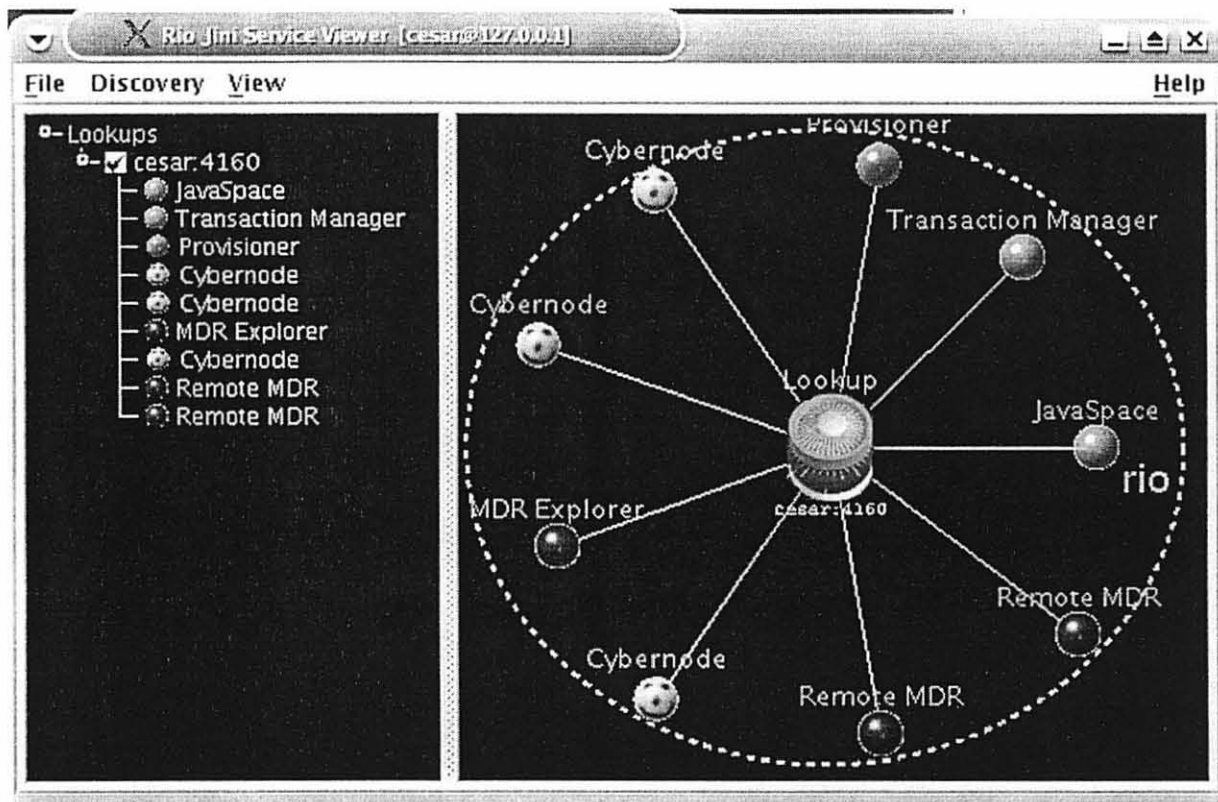 Rio Jini Service Viewer [cesar@127.0.0.1]
File Discovery View Help
Lookups
cesar:4160
JavaSpace
Transaction Manager
Provisioner
Cybernode
Cybernode
MDR Explorer
Cybernode
Remote MDR
Remote MDR
Provisioner
Cybernode
Transaction Manager
Cybernode
Lookup
JavaSpace
rio
MDR Explorer
cesar:4160
Remote MDR
Cybernode
Remote MDR